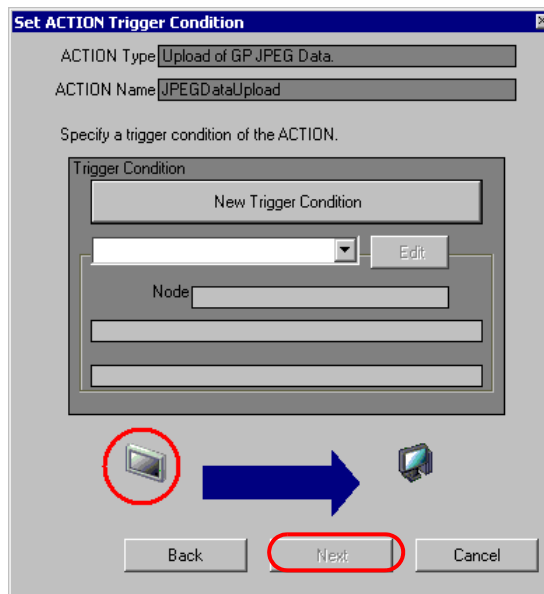 Set ACTION Trigger Condition
ACTION Type Upload of GP JPEG Data.
ACTION Name JPEGDataUpload
Specify a trigger condition of the ACTION.
Trigger Condition
New Trigger Condition
Edit
Node
Back Next Cancel